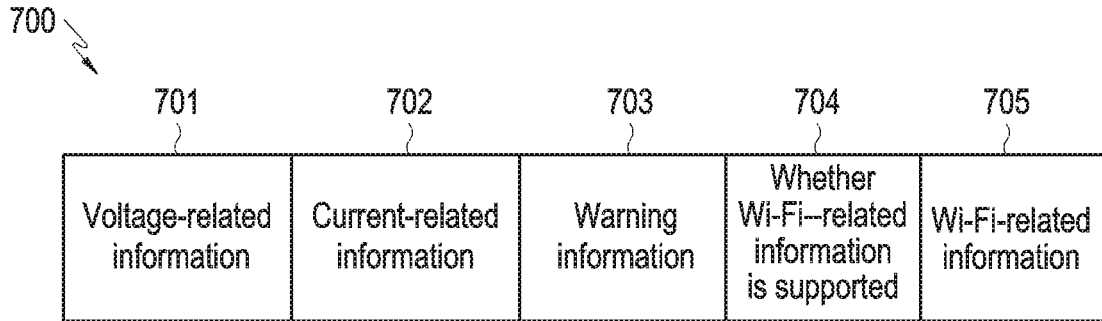 700
701
702
703
704
705
Voltage-related
information
Current-related
information
Warning
information
Whether
Wi-Fi--related
information
is supported
Wi-Fi-related
information